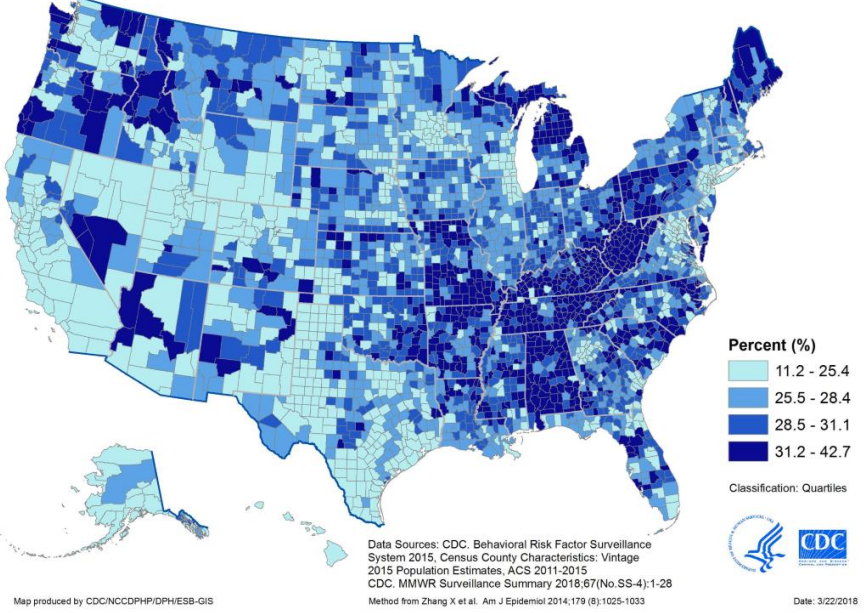 Percent (%)
11.2 - 25.4
25.5 - 28.4
28.5 - 31.1
31.2 - 42.7
Classification: Quartiles
CDC
Data Sources: CDC. Behavioral Risk Factor Surveillance
System 2015, Census County Characteristics: Vintage
2015 Population Estimates, ACS 2011-2015
CDC. MMWR Surveillance Summary 2018;67(No.SS-4):1-28
Map produced by CDC/NCCDPHP/DPH/ESB-GIS
Method from Zhang X et al. Am J Epidemiol 2014;179 (8):1025-1033
Date: 3/22/2018